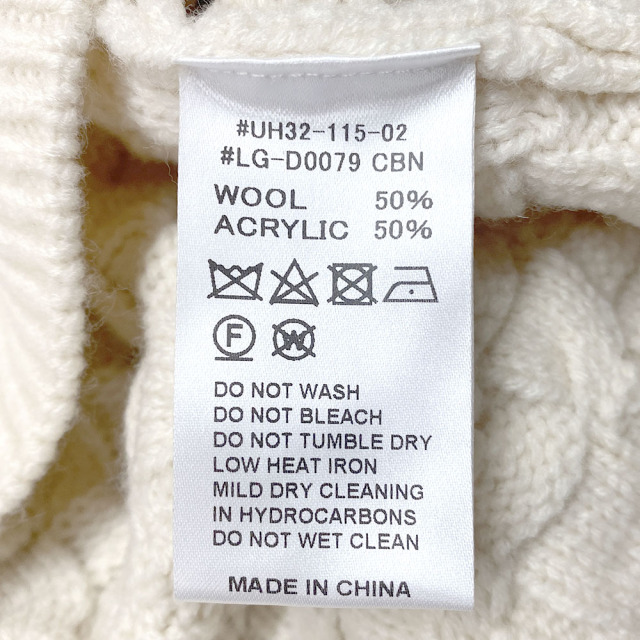 #UH32-115-02
#LG-D0079 CBN
WOOL 50%
ACRYLIC 50%
F W
DO NOT WASH
DO NOT BLEACH
DO NOT TUMBLE DRY
LOW HEAT IRON
MILD DRY CLEANING
IN HYDROCARBONS
DO NOT WET CLEAN
MADE IN CHINA